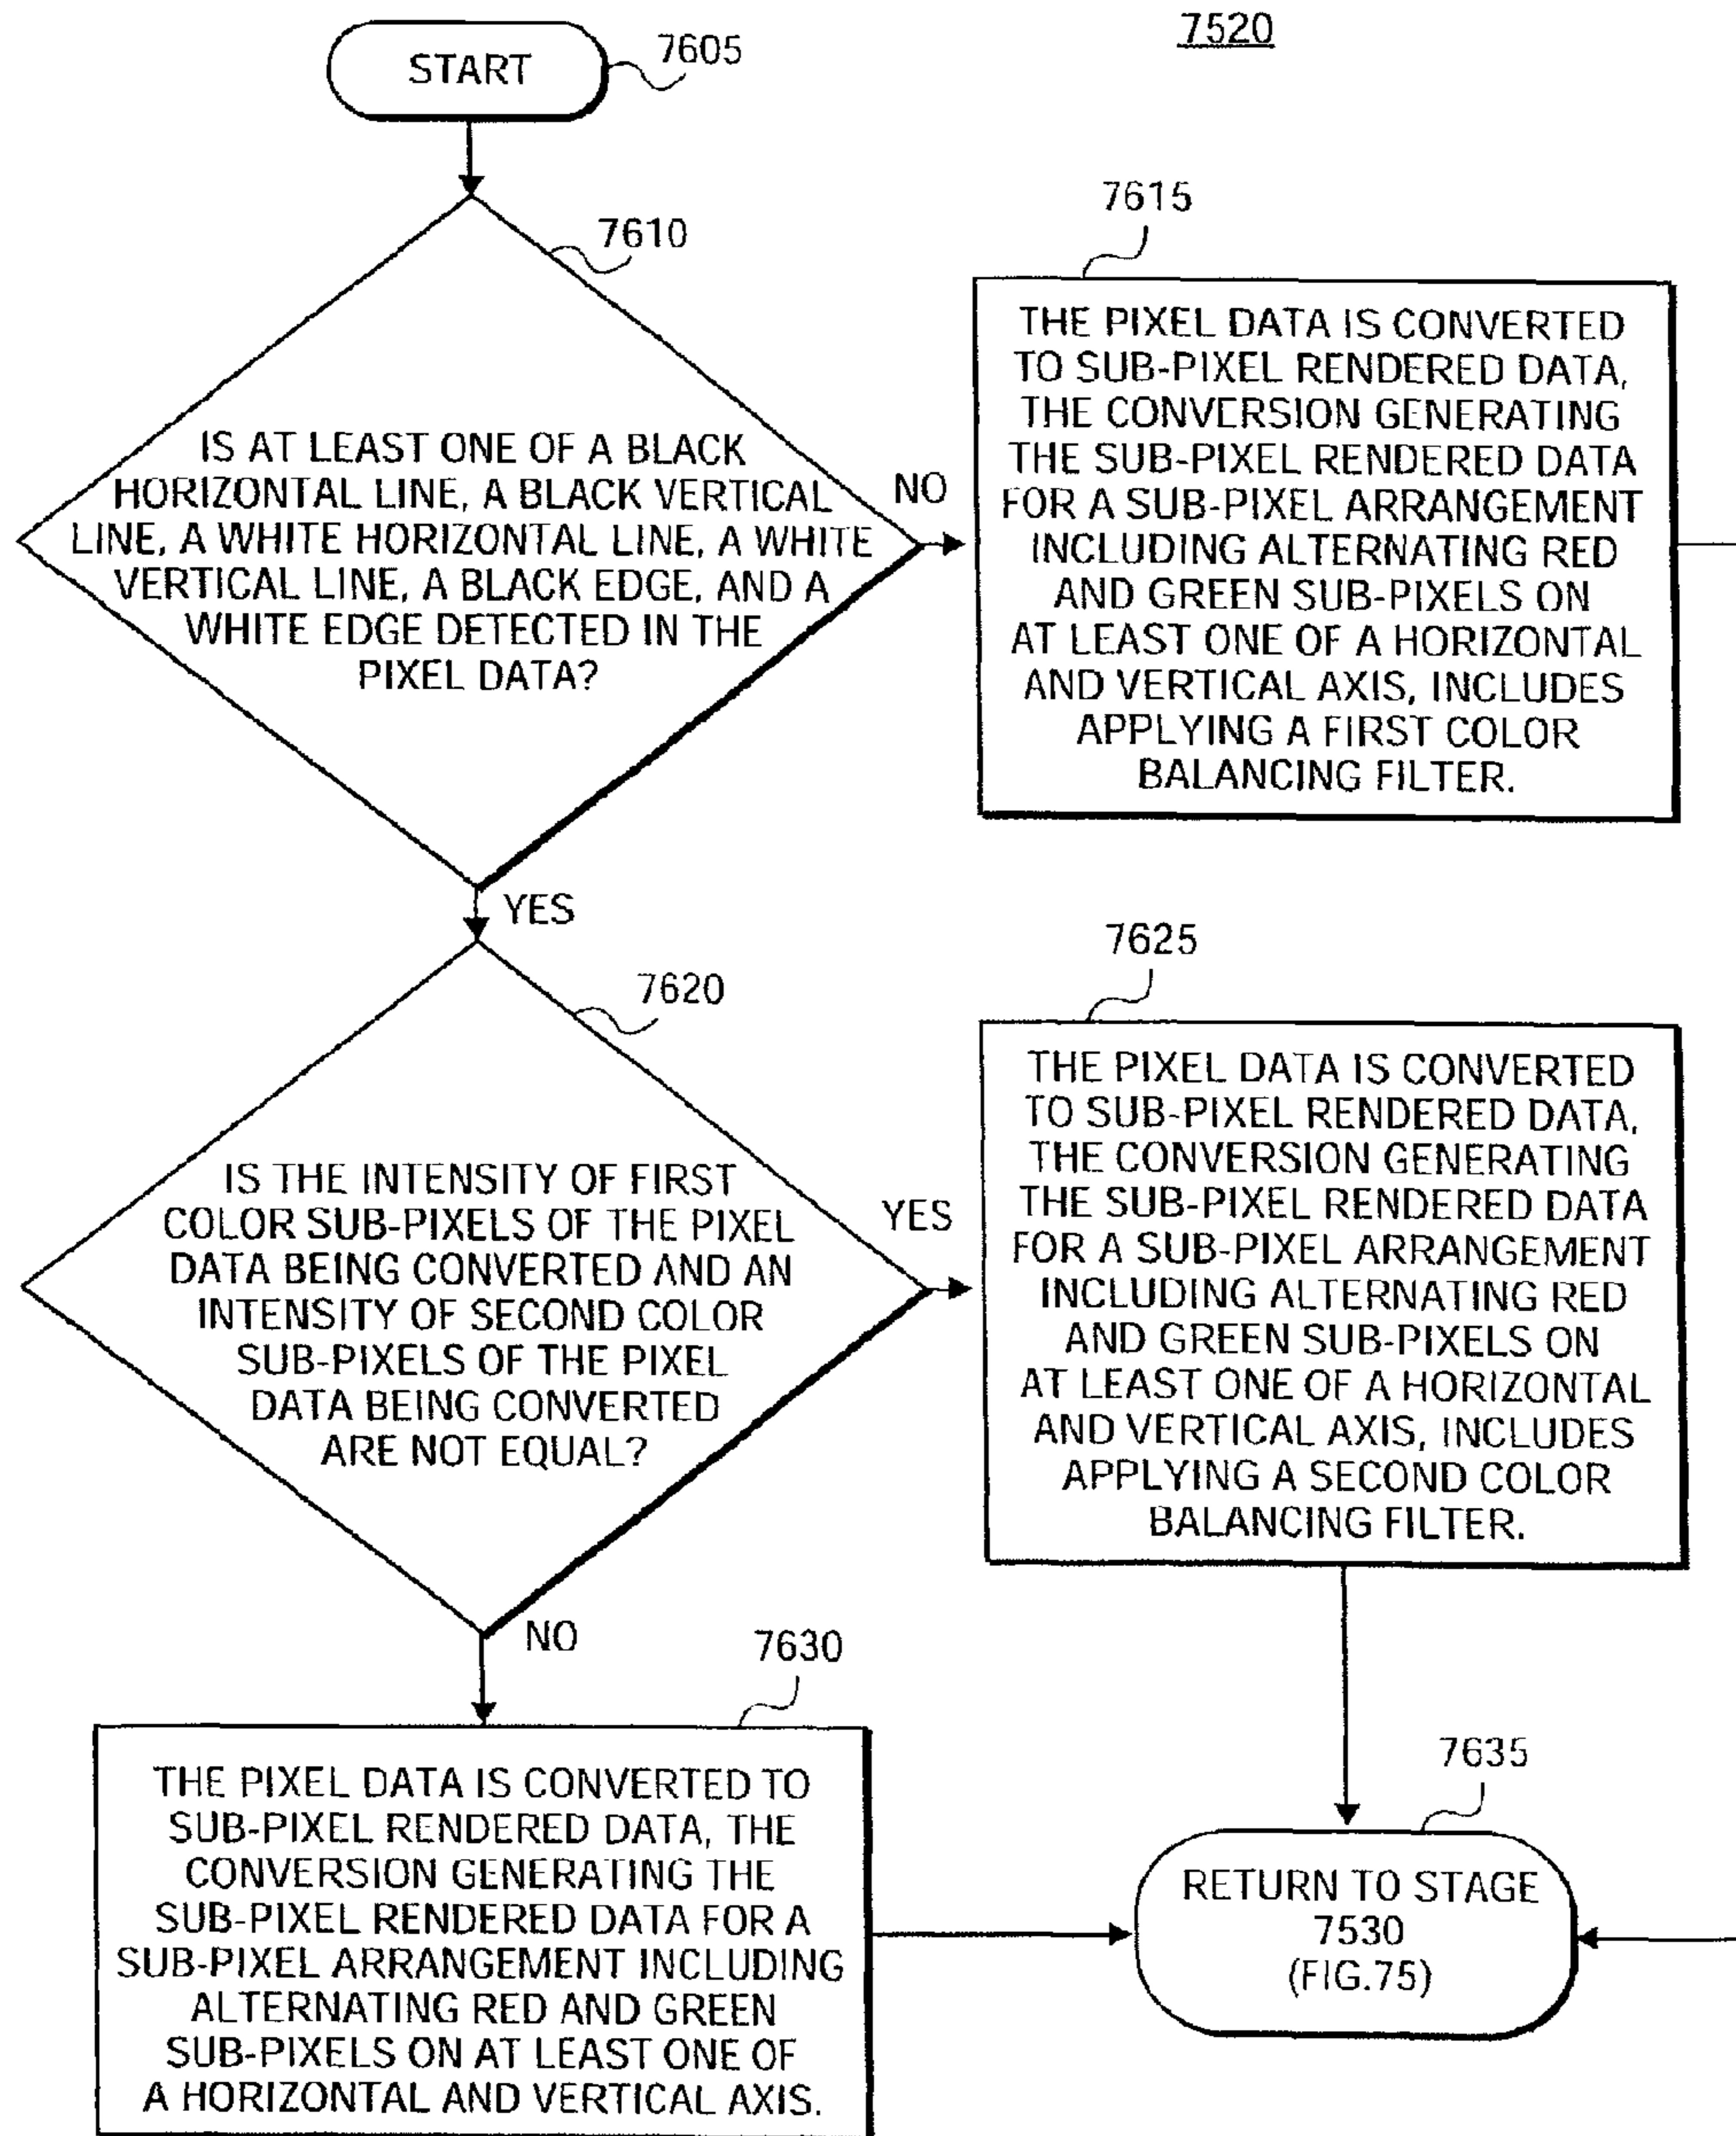 7520
START
7605
7610
IS AT LEAST ONE OF A BLACK
HORIZONTAL LINE, A BLACK VERTICAL
LINE, A WHITE HORIZONTAL LINE, A WHITE
VERTICAL LINE, A BLACK EDGE, AND A
WHITE EDGE DETECTED IN THE
PIXEL DATA?
NO
7615
THE PIXEL DATA IS CONVERTED
TO SUB-PIXEL RENDERED DATA,
THE CONVERSION GENERATING
THE SUB-PIXEL RENDERED DATA
FOR A SUB-PIXEL ARRANGEMENT
INCLUDING ALTERNATING RED
AND GREEN SUB-PIXELS ON
AT LEAST ONE OF A HORIZONTAL
AND VERTICAL AXIS, INCLUDES
APPLYING A FIRST COLOR
BALANCING FILTER.
YES
7620
IS THE INTENSITY OF FIRST
COLOR SUB-PIXELS OF THE PIXEL
DATA BEING CONVERTED AND AN
INTENSITY OF SECOND COLOR
SUB-PIXELS OF THE PIXEL
DATA BEING CONVERTED
ARE NOT EQUAL?
YES
7625
THE PIXEL DATA IS CONVERTED
TO SUB-PIXEL RENDERED DATA,
THE CONVERSION GENERATING
THE SUB-PIXEL RENDERED DATA
FOR A SUB-PIXEL ARRANGEMENT
INCLUDING ALTERNATING RED
AND GREEN SUB-PIXELS ON
AT LEAST ONE OF A HORIZONTAL
AND VERTICAL AXIS, INCLUDES
APPLYING A SECOND COLOR
BALANCING FILTER.
NO
7630
THE PIXEL DATA IS CONVERTED TO
SUB-PIXEL RENDERED DATA, THE
CONVERSION GENERATING THE
SUB-PIXEL RENDERED DATA FOR A
SUB-PIXEL ARRANGEMENT INCLUDING
ALTERNATING RED AND GREEN
SUB-PIXELS ON AT LEAST ONE OF
A HORIZONTAL AND VERTICAL AXIS.
7635
RETURN TO STAGE
7530
(FIG.75)